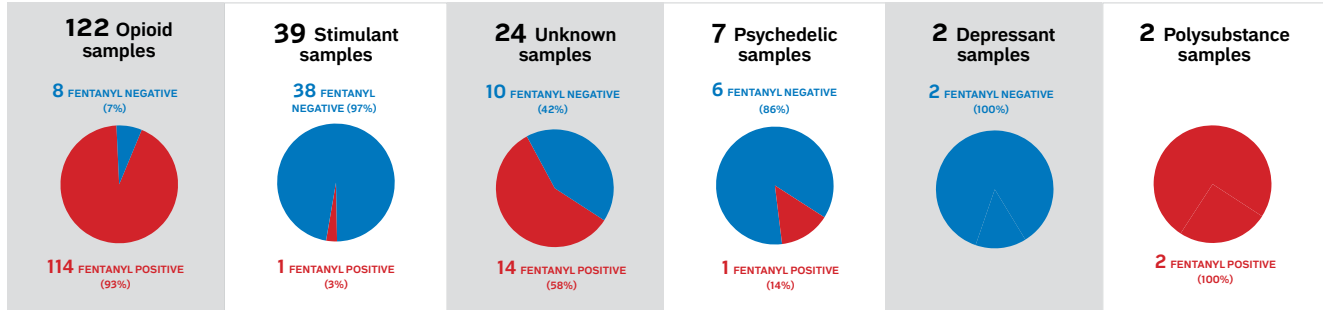 122 Opioid
samples
8 FENTANYL NEGATIVE
(7%)
114 FENTANYL POSITIVE
(93%)
39 Stimulant
samples
38 FENTANYL
NEGATIVE (97%)
1 FENTANYL POSITIVE
(3%)
24 Unknown
samples
10 FENTANYL NEGATIVE
(42%)
14 FENTANYL POSITIVE
(58%)
7 Psychedelic
samples
6 FENTANYL NEGATIVE
(86%)
1 FENTANYL POSITIVE
(14%)
2 Depressant
samples
2 FENTANYL NEGATIVE
(100%)
2 Polysubstance
samples
2 FENTANYL POSITIVE
(100%)